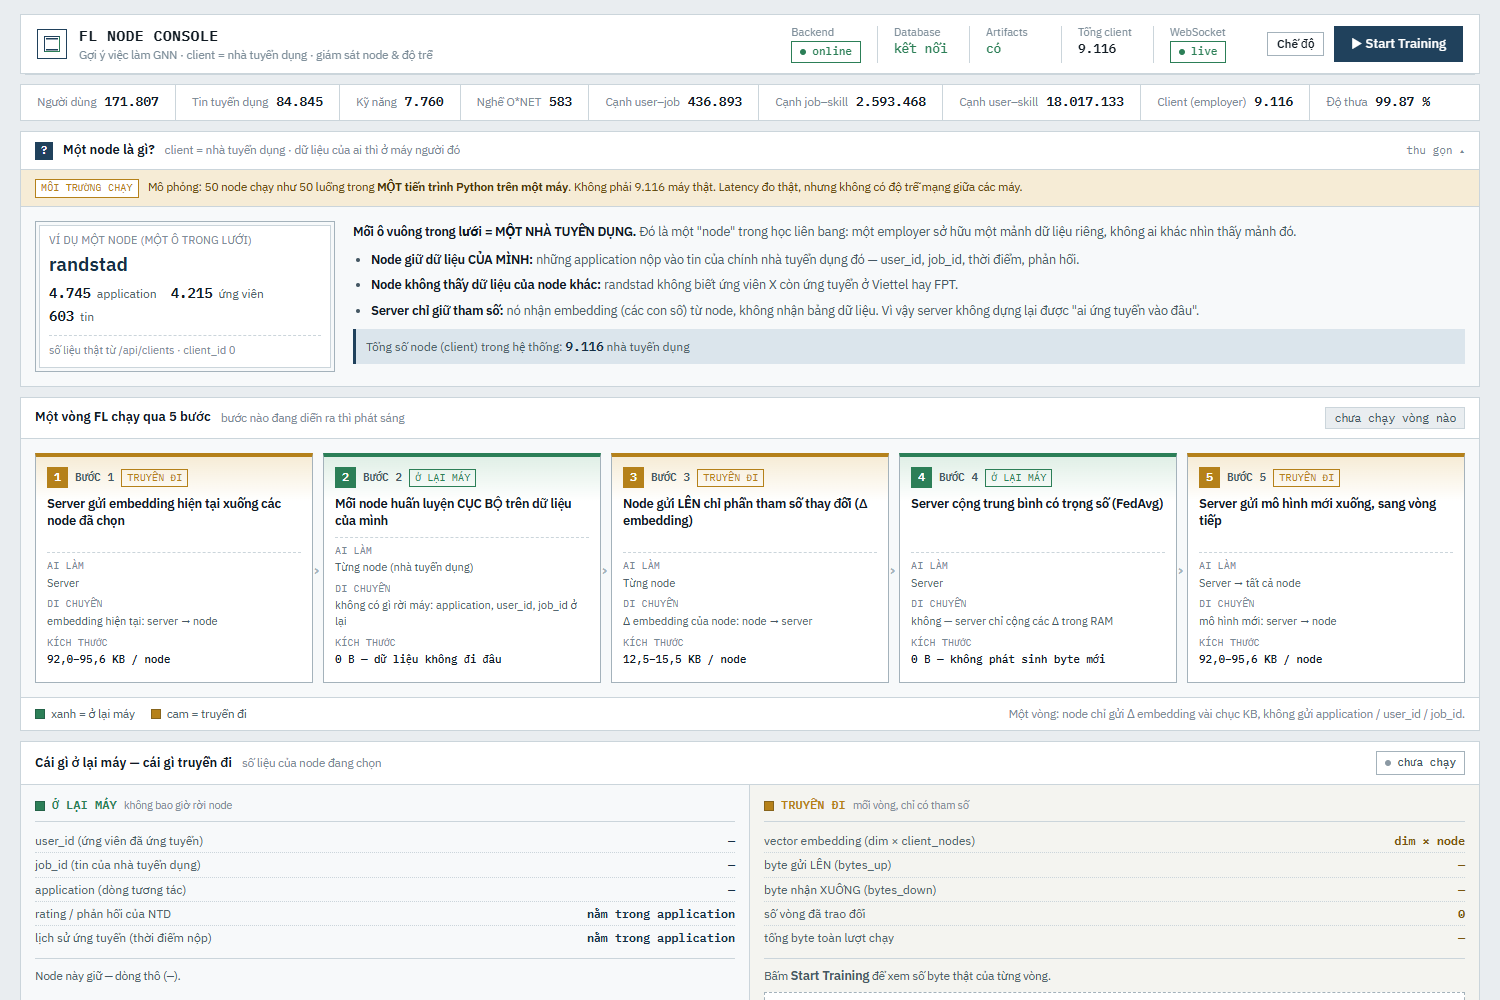 FL NODE CONSOLE
Gợi ý việc làm GNN · client = nhà tuyển dụng · giám sát node & độ trễ
Backend
● online
Database
kết nối
Artifacts
có
Tổng client
9.116
WebSocket
● live
Chế độ
▶ Start Training
Người dùng 171.807
Tin tuyển dụng 84.845
Kỹ năng 7.760
Nghề O*NET 583
Cạnh user–job 436.893
Cạnh job–skill 2.593.468
Cạnh user–skill 18.017.133
Client (employer) 9.116
Độ thưa 99.87 %
? Một node là gì? client = nhà tuyển dụng · dữ liệu của ai thì ở máy người đó
thu gọn ▴
MÔI TRƯỜNG CHẠY Mô phỏng: 50 node chạy như 50 luồng trong MỘT tiến trình Python trên một máy. Không phải 9.116 máy thật. Latency đo thật, nhưng không có độ trễ mạng giữa các máy.
VÍ DỤ MỘT NODE (MỘT Ô TRONG LƯỚI)
randstad
4.745 application 4.215 ứng viên
603 tin
số liệu thật từ /api/clients · client_id 0
Mỗi ô vuông trong lưới = MỘT NHÀ TUYỂN DỤNG. Đó là một "node" trong học liên bang: một employer sở hữu một mảnh dữ liệu riêng, không ai khác nhìn thấy mảnh đó.
• Node giữ dữ liệu CỦA MÌNH: những application nộp vào tin của chính nhà tuyển dụng đó — user_id, job_id, thời điểm, phản hồi.
• Node không thấy dữ liệu của node khác: randstad không biết ứng viên X còn ứng tuyển ở Viettel hay FPT.
• Server chỉ giữ tham số: nó nhận embedding (các con số) từ node, không nhận bảng dữ liệu. Vì vậy server không dựng lại được "ai ứng tuyển vào đâu".
Tổng số node (client) trong hệ thống: 9.116 nhà tuyển dụng
Một vòng FL chạy qua 5 bước bước nào đang diễn ra thì phát sáng
chưa chạy vòng nào
1 BƯỚC 1 TRUYỀN ĐI
Server gửi embedding hiện tại xuống các
node đã chọn
AI LÀM
Server
DI CHUYỂN
embedding hiện tại: server → node
KÍCH THƯỚC
92,0–95,6 KB / node
›
2 BƯỚC 2 Ở LẠI MÁY
Mỗi node huấn luyện CỤC BỘ trên dữ liệu
của mình
AI LÀM
Từng node (nhà tuyển dụng)
DI CHUYỂN
không có gì rời máy: application, user_id, job_id ở
lại
KÍCH THƯỚC
0 B — dữ liệu không đi đâu
›
3 BƯỚC 3 TRUYỀN ĐI
Node gửi LÊN chỉ phần tham số thay đổi (Δ
embedding)
AI LÀM
Từng node
DI CHUYỂN
Δ embedding của node: node → server
KÍCH THƯỚC
12,5–15,5 KB / node
›
4 BƯỚC 4 Ở LẠI MÁY
Server cộng trung bình có trọng số (FedAvg)
AI LÀM
Server
DI CHUYỂN
không — server chỉ cộng các Δ trong RAM
KÍCH THƯỚC
0 B — không phát sinh byte mới
›
5 BƯỚC 5 TRUYỀN ĐI
Server gửi mô hình mới xuống, sang vòng
tiếp
AI LÀM
Server → tất cả node
DI CHUYỂN
mô hình mới: server → node
KÍCH THƯỚC
92,0–95,6 KB / node
xanh = ở lại máy
cam = truyền đi
Một vòng: node chỉ gửi Δ embedding vài chục KB, không gửi application / user_id / job_id.
Cái gì ở lại máy — cái gì truyền đi số liệu của node đang chọn
● chưa chạy
Ở LẠI MÁY không bao giờ rời node
user_id (ứng viên đã ứng tuyển) —
job_id (tin của nhà tuyển dụng) —
application (dòng tương tác) —
rating / phản hồi của NTD nằm trong application
lịch sử ứng tuyển (thời điểm nộp) nằm trong application
Node này giữ — dòng thô (—).
TRUYỀN ĐI mỗi vòng, chỉ có tham số
vector embedding (dim × client_nodes) dim × node
byte gửi LÊN (bytes_up) —
byte nhận XUỐNG (bytes_down) —
số vòng đã trao đổi 0
tổng byte toàn lượt chạy —
Bấm Start Training để xem số byte thật của từng vòng.